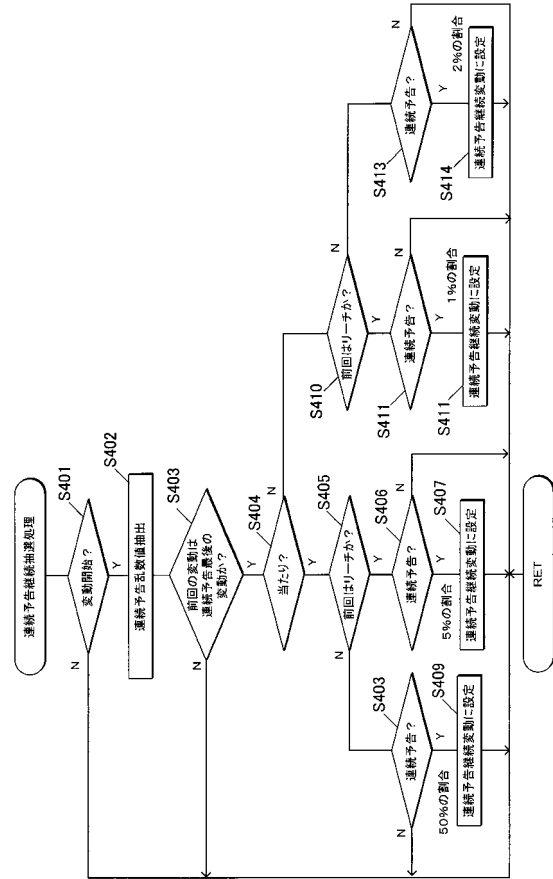 連続予告継続抽選処理
S401
変動開始？
N
Y
S402
連続予告乱数値抽出
S403
前回の変動は
連続予告最後の
変動か？
N
Y
S404
当たり？
N
Y
S405
前回はリーチか？
N
Y
S410
前回はリーチか？
N
Y
S403
連続予告？
N
Y
50%の割合
S409
連続予告継続変動に設定
S406
連続予告？
N
Y
5%の割合
S407
連続予告継続変動に設定
S411
連続予告？
N
Y
1%の割合
S411
連続予告継続変動に設定
S413
連続予告？
N
Y
2%の割合
S414
連続予告継続変動に設定
RET